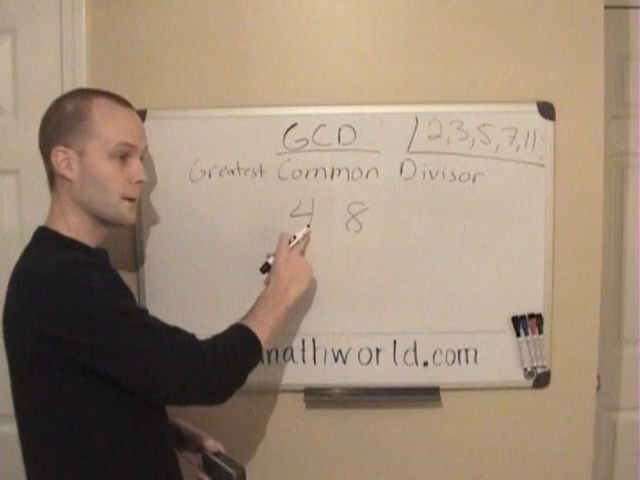 GCD
2,3,5,7,11
Greatest Common Divisor
4 8
mathworld.com